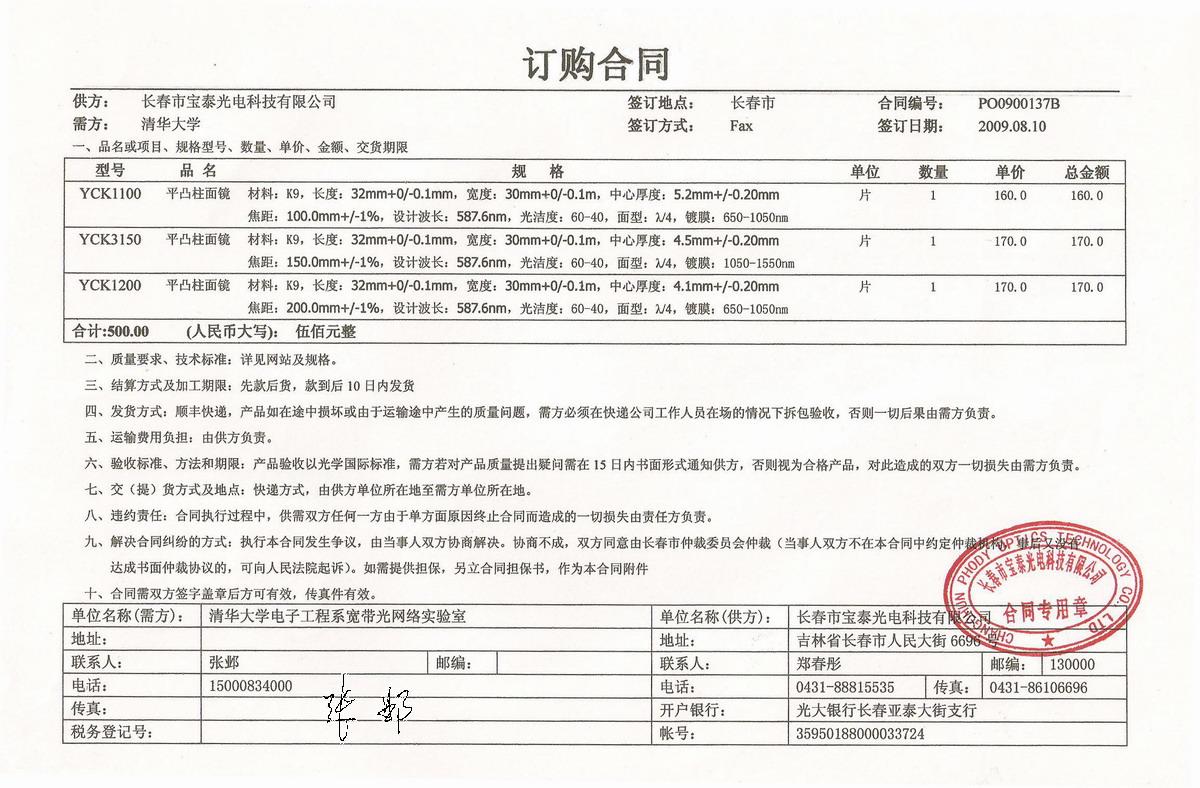 订购合同
供方： 长春市宝泰光电科技有限公司 签订地点： 长春市 合同编号： PO0900137B
需方： 清华大学 签订方式： Fax 签订日期： 2009.08.10
一、品名或项目、规格型号、数量、单价、金额、交货期限
型号 品 名 规 格 单位 数量 单价 总金额
YCK1100 平凸柱面镜 材料：K9，长度：32mm+0/-0.1mm，宽度：30mm+0/-0.1m，中心厚度：5.2mm+/-0.20mm 片 1 160.0 160.0
焦距：100.0mm+/-1%，设计波长：587.6nm，光洁度：60-40，面型：λ/4，镀膜：650-1050nm
YCK3150 平凸柱面镜 材料：K9，长度：32mm+0/-0.1mm，宽度：30mm+0/-0.1m，中心厚度：4.5mm+/-0.20mm 片 1 170.0 170.0
焦距：150.0mm+/-1%，设计波长：587.6nm，光洁度：60-40，面型：λ/4，镀膜：1050-1550nm
YCK1200 平凸柱面镜 材料：K9，长度：32mm+0/-0.1mm，宽度：30mm+0/-0.1m，中心厚度：4.1mm+/-0.20mm 片 1 170.0 170.0
焦距：200.0mm+/-1%，设计波长：587.6nm，光洁度：60-40，面型：λ/4，镀膜：650-1050nm
合计:500.00 (人民币大写)： 伍佰元整
二、质量要求、技术标准：详见网站及规格。
三、结算方式及加工期限：先款后货，款到后 10 日内发货
四、发货方式：顺丰快递，产品如在途中损坏或由于运输途中产生的质量问题，需方必须在快递公司工作人员在场的情况下拆包验收，否则一切后果由需方负责。
五、运输费用负担：由供方负责。
六、验收标准、方法和期限：产品验收以光学国际标准，需方若对产品质量提出疑问需在 15 日内书面形式通知供方，否则视为合格产品，对此造成的双方一切损失由需方负责。
七、交（提）货方式及地点：快递方式，由供方单位所在地至需方单位所在地。
八、违约责任：合同执行过程中，供需双方任何一方由于单方面原因终止合同而造成的一切损失由责任方负责。
九、解决合同纠纷的方式：执行本合同发生争议，由当事人双方协商解决。协商不成，双方同意由长春市仲裁委员会仲裁（当事人双方不在本合同中约定仲裁机构，事后又没有
达成书面仲裁协议的，可向人民法院起诉）。如需提供担保，另立合同担保书，作为本合同附件
十、合同需双方签字盖章后方可有效，传真件有效。
CHANGCHUN PHODY OPTICS TECHNOLOGY CO., LTD
长春市宝泰光电科技有限公司
合同专用章
单位名称(需方)： 清华大学电子工程系宽带光网络实验室 单位名称(供方)： 长春市宝泰光电科技有限公司
地址： 地址： 吉林省长春市人民大街 6696 号
联系人： 张邺 邮编： 联系人： 郑春彤 邮编： 130000
电话： 15000834000 电话： 0431-88815535 传真： 0431-86106696
传真： 张邺 开户银行： 光大银行长春亚泰大街支行
税务登记号： 帐号： 35950188000033724